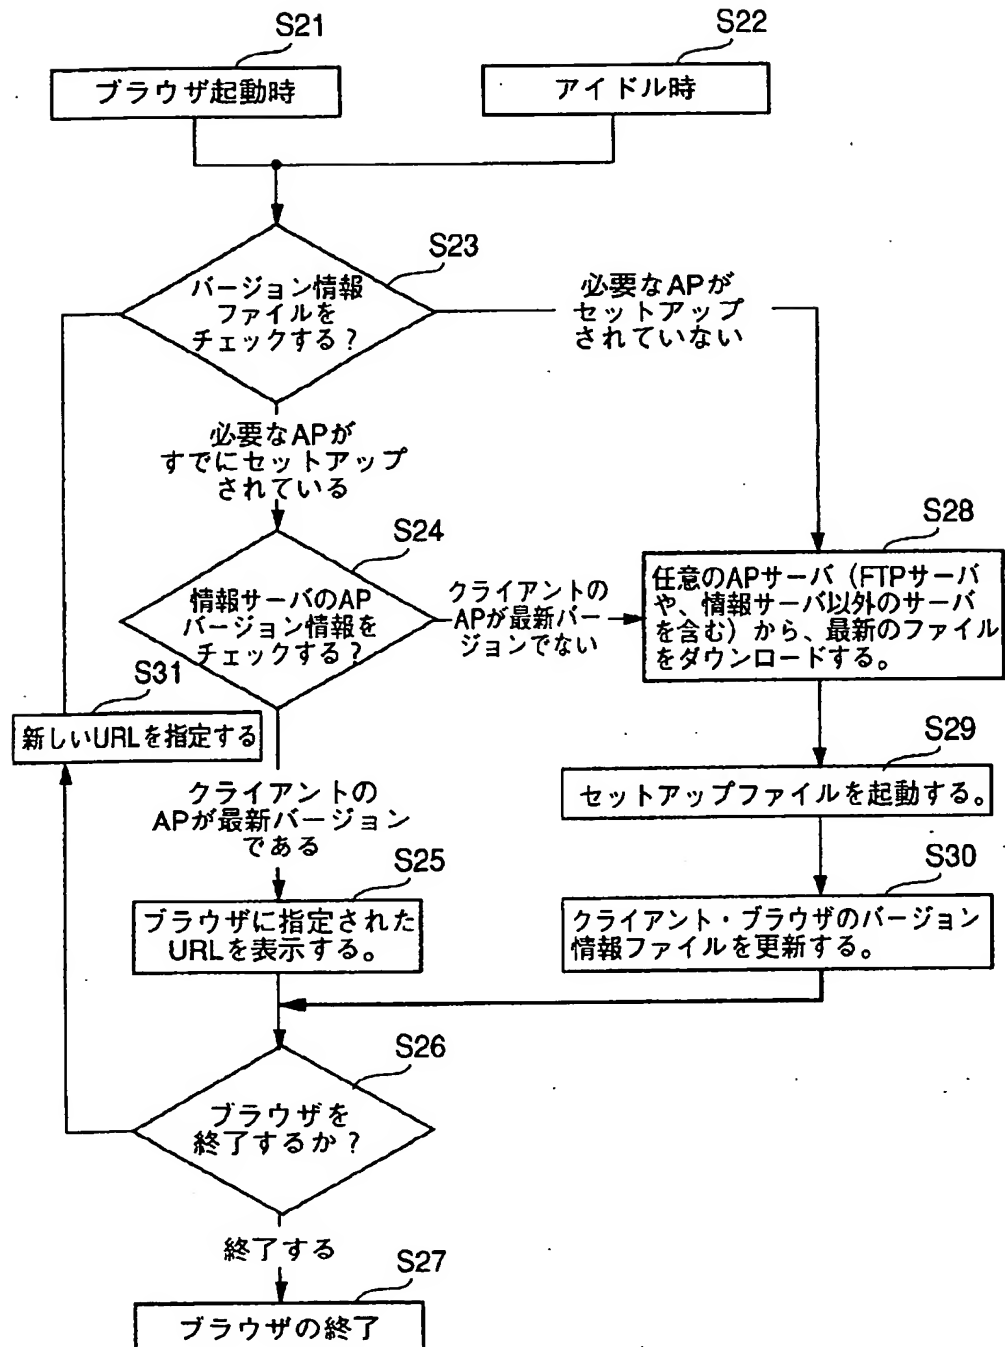 S21
ブラウザ起動時
S22
アイドル時
S23
バージョン情報
ファイルを
チェックする?
必要なAPが
セットアップ
されていない
必要なAPが
すでにセットアップ
されている
S24
情報サーバのAP
バージョン情報を
チェックする?
クライアントの
APが最新バー
ジョンでない
S28
任意のAPサーバ(FTPサーバ
や、情報サーバ以外のサーバ
を含む)から、最新のファイル
をダウンロードする。
S31
新しいURLを指定する
S29
セットアップファイルを起動する。
クライアントの
APが最新バージョン
である
S25
ブラウザに指定された
URLを表示する。
S30
クライアント・ブラウザのバージョン
情報ファイルを更新する。
S26
ブラウザを
終了するか?
終了する
S27
ブラウザの終了